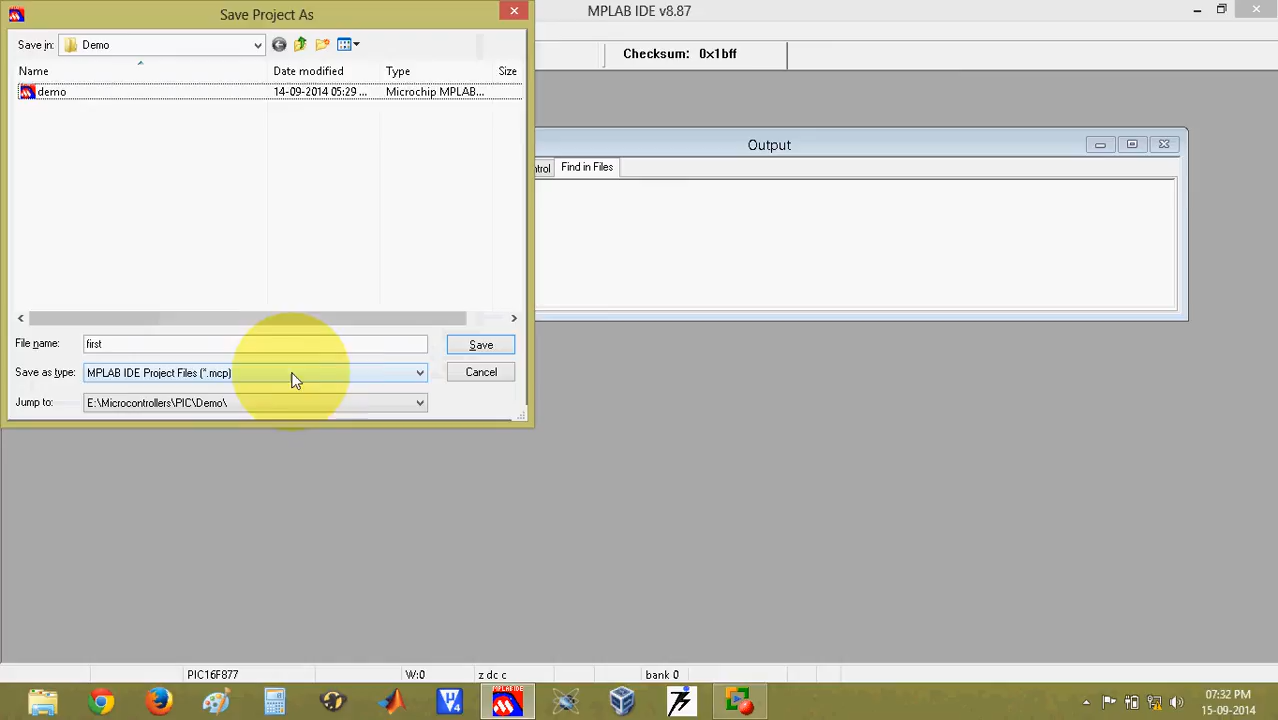 Save Project As
MPLAB IDE v8.87
Save in: Demo
Checksum: 0x1bff
Name Date modified Type Size
demo 14-09-2014 05:29 ... Microchip MPLAB...
Output
ntrol Find in Files
File name: first Save
Save as type: MPLAB IDE Project Files (*.mcp) Cancel
Jump to: E:\Microcontrollers\PIC\Demo\
PIC16F877 W:0 z dc c bank 0
MPLAB IDE
07:32 PM
15-09-2014